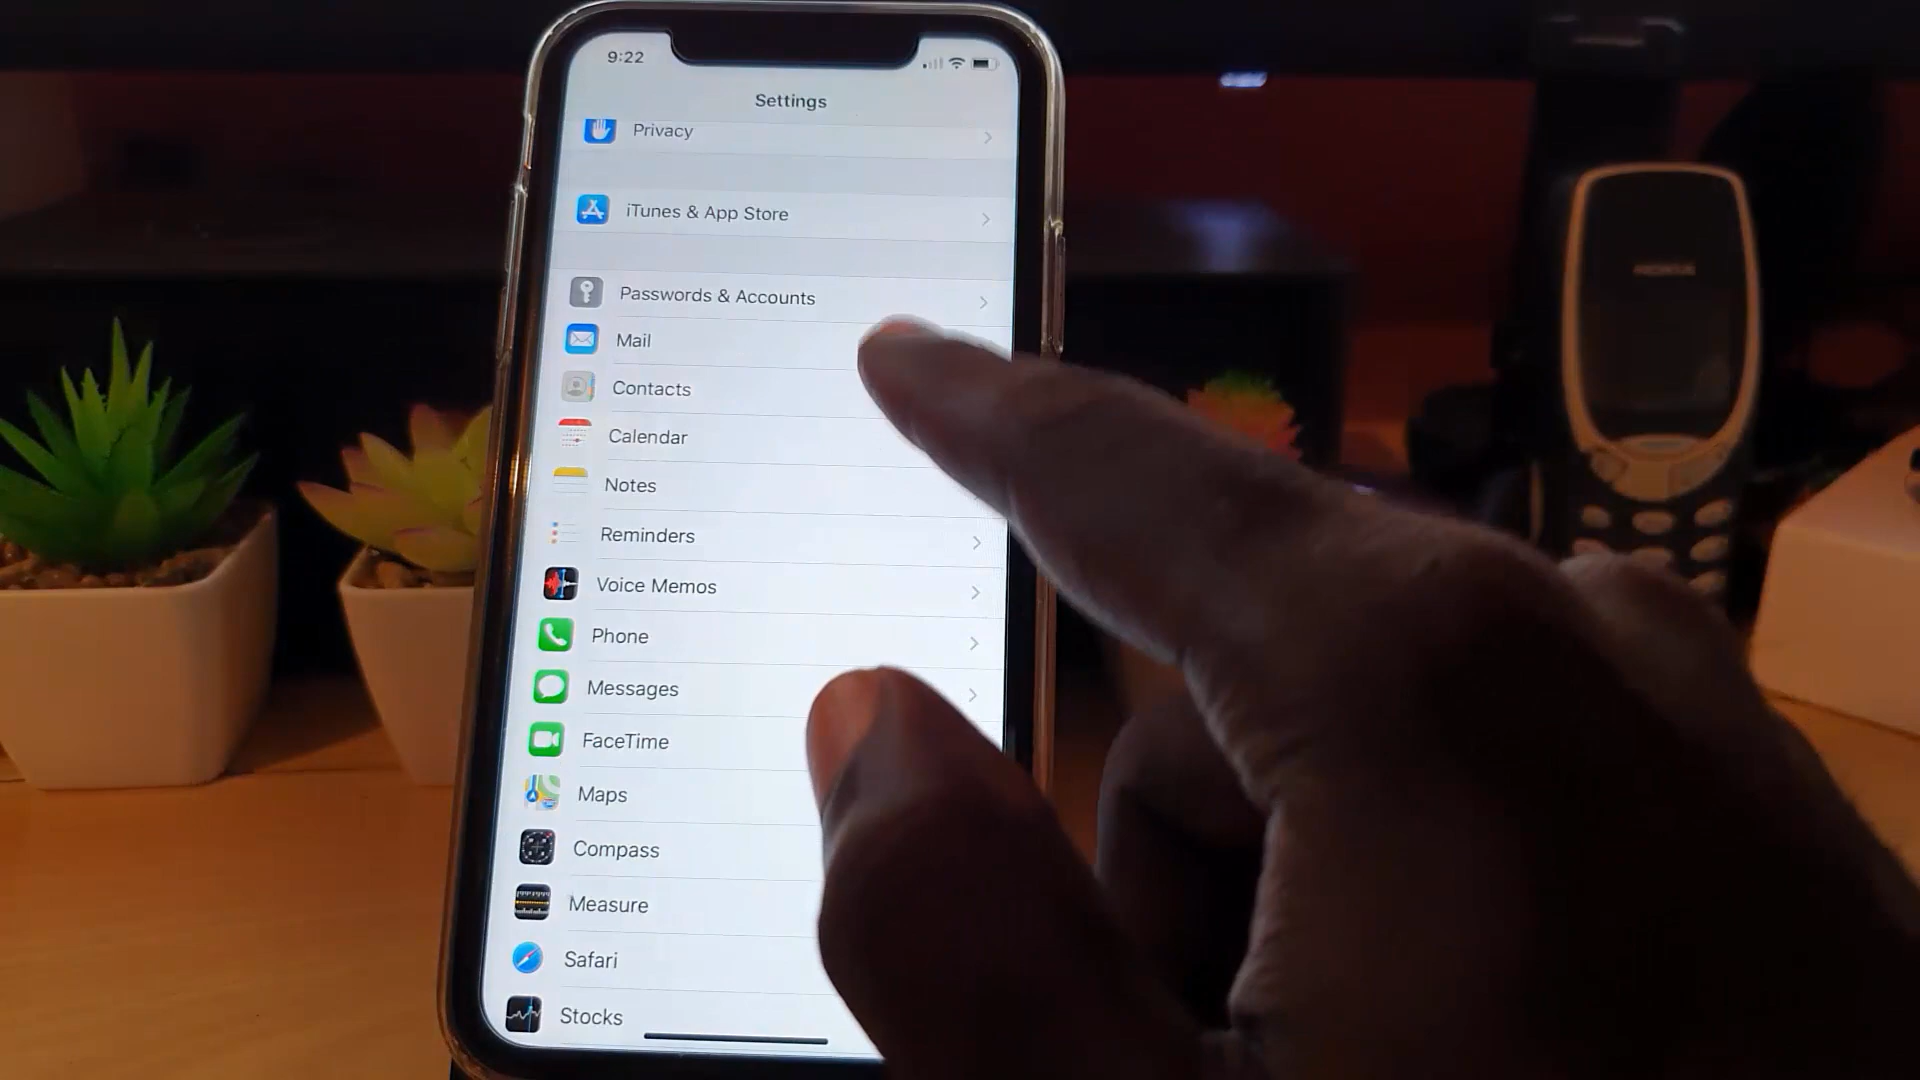 9:22
Settings
Privacy
iTunes & App Store
Passwords & Accounts
Mail
Contacts
Calendar
Notes
Reminders
Voice Memos
Phone
Messages
FaceTime
Maps
Compass
Measure
Safari
Stocks
NOKIA